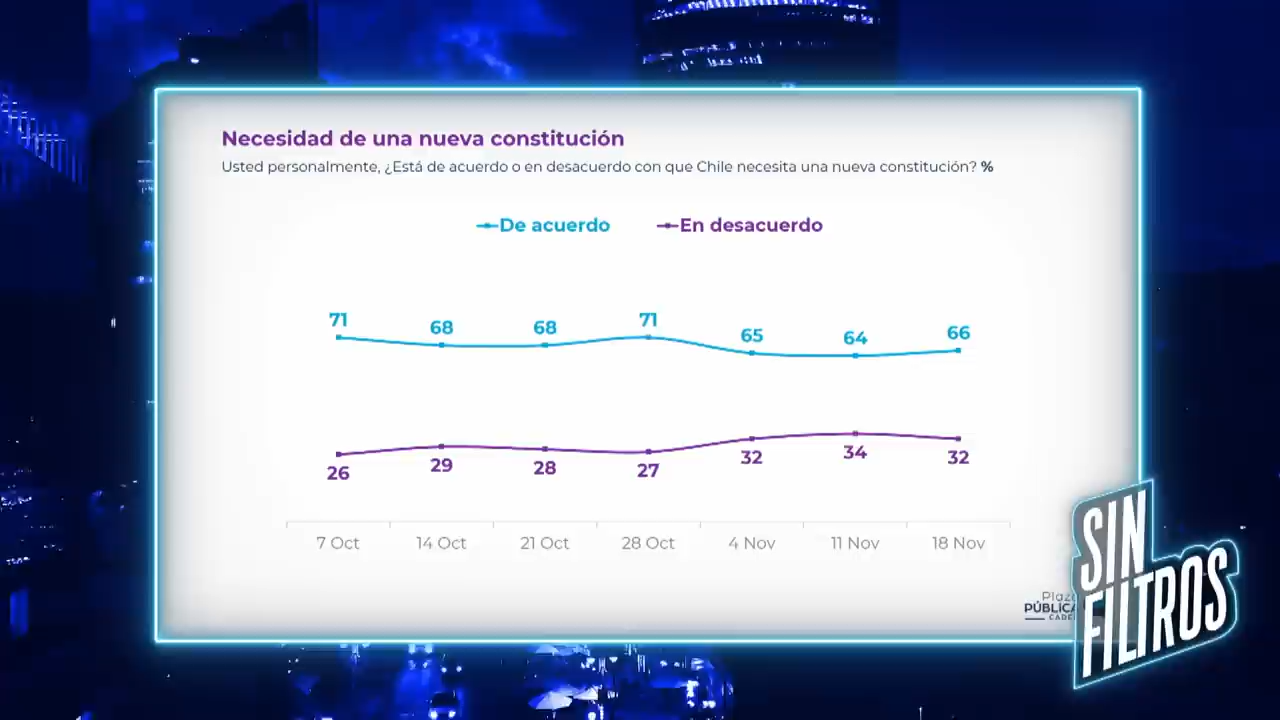 Necesidad de una nueva constitución
Usted personalmente, ¿Está de acuerdo o en desacuerdo con que Chile necesita una nueva constitución? %
De acuerdo
En desacuerdo
71 68 68 71 65 64 66
26 29 28 27 32 34 32
7 Oct 14 Oct 21 Oct 28 Oct 4 Nov 11 Nov 18 Nov
PÚBLICA
SIN
FILTROS